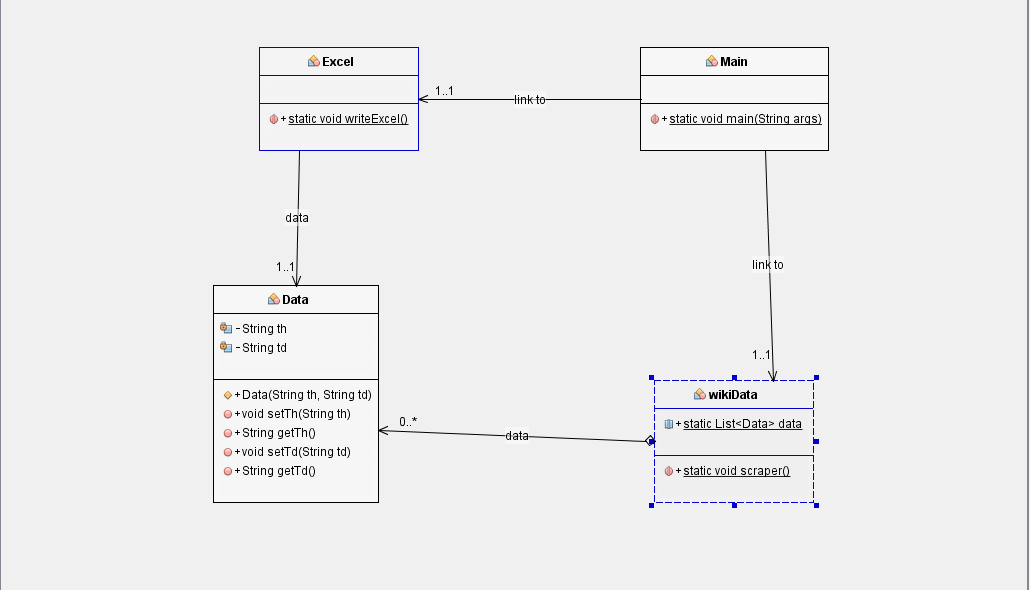 Excel
+static void writeExcel()
1..1
link to
Main
+static void main(String args)
data
1..1
link to
1..1
Data
-String th
-String td
+Data(String th, String td)
+void setTh(String th)
+String getTh()
+void setTd(String td)
+String getTd()
0..*
data
wikiData
+static List<Data> data
+static void scraper()